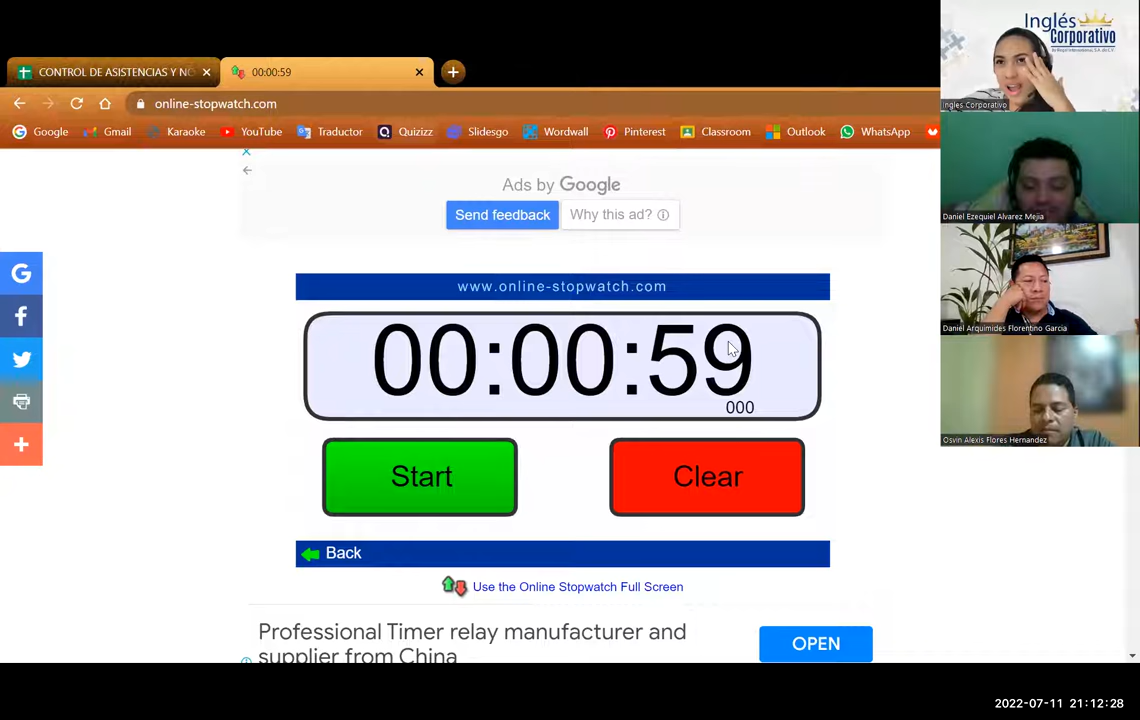 CONTROL DE ASISTENCIAS Y NO
00:00:59
online-stopwatch.com
Google
Gmail
Karaoke
YouTube
Traductor
Quizizz
Slidesgo
Wordwall
Pinterest
Classroom
Outlook
WhatsApp
Ads by Google
Send feedback
Why this ad?
www.online-stopwatch.com
00:00:59
000
Start
Clear
Back
Use the Online Stopwatch Full Screen
Professional Timer relay manufacturer and
supplier from China
OPEN
Inglés
Corporativo
Ingles Corporativo
Daniel Ezequiel Alvarez Mejia
Daniel Arquimides Florentino Garcia
Osvin Alexis Flores Hernandez
2022-07-11 21:12:28